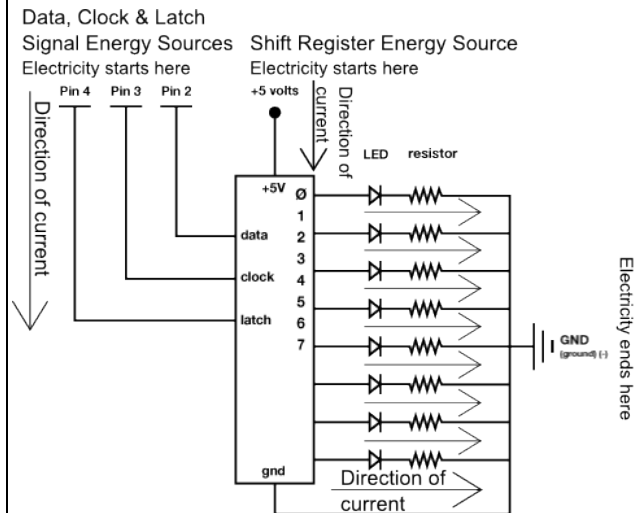 Data, Clock & Latch
Signal Energy Sources
Electricity starts here
Shift Register Energy Source
Electricity starts here
Pin 4
Pin 3
Pin 2
+5 volts
Direction of current
Direction of
current
LED
resistor
+5V
Ø
1
2
3
4
5
6
7
data
clock
latch
gnd
GND
(ground) (-)
Electricity ends here
Direction of
current